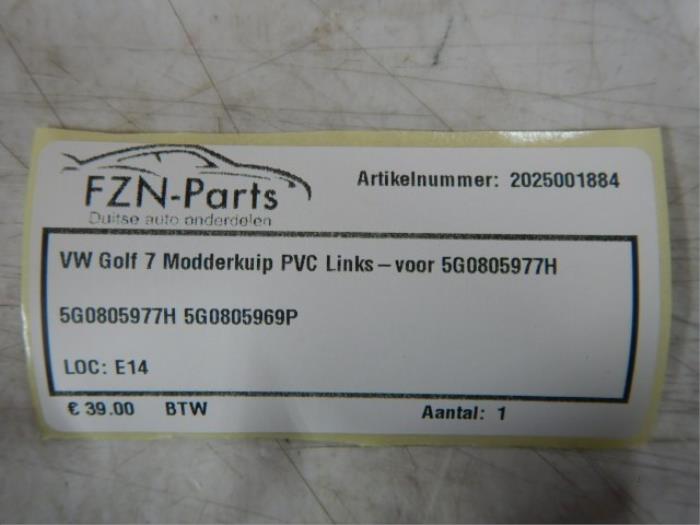 FZN-Parts
Duitse auto onderdelen
Artikelnummer: 2025001884
VW Golf 7 Modderkuip PVC Links-voor 5G0805977H
5G0805977H 5G0805969P
LOC: E14
€ 39.00 BTW Aantal: 1